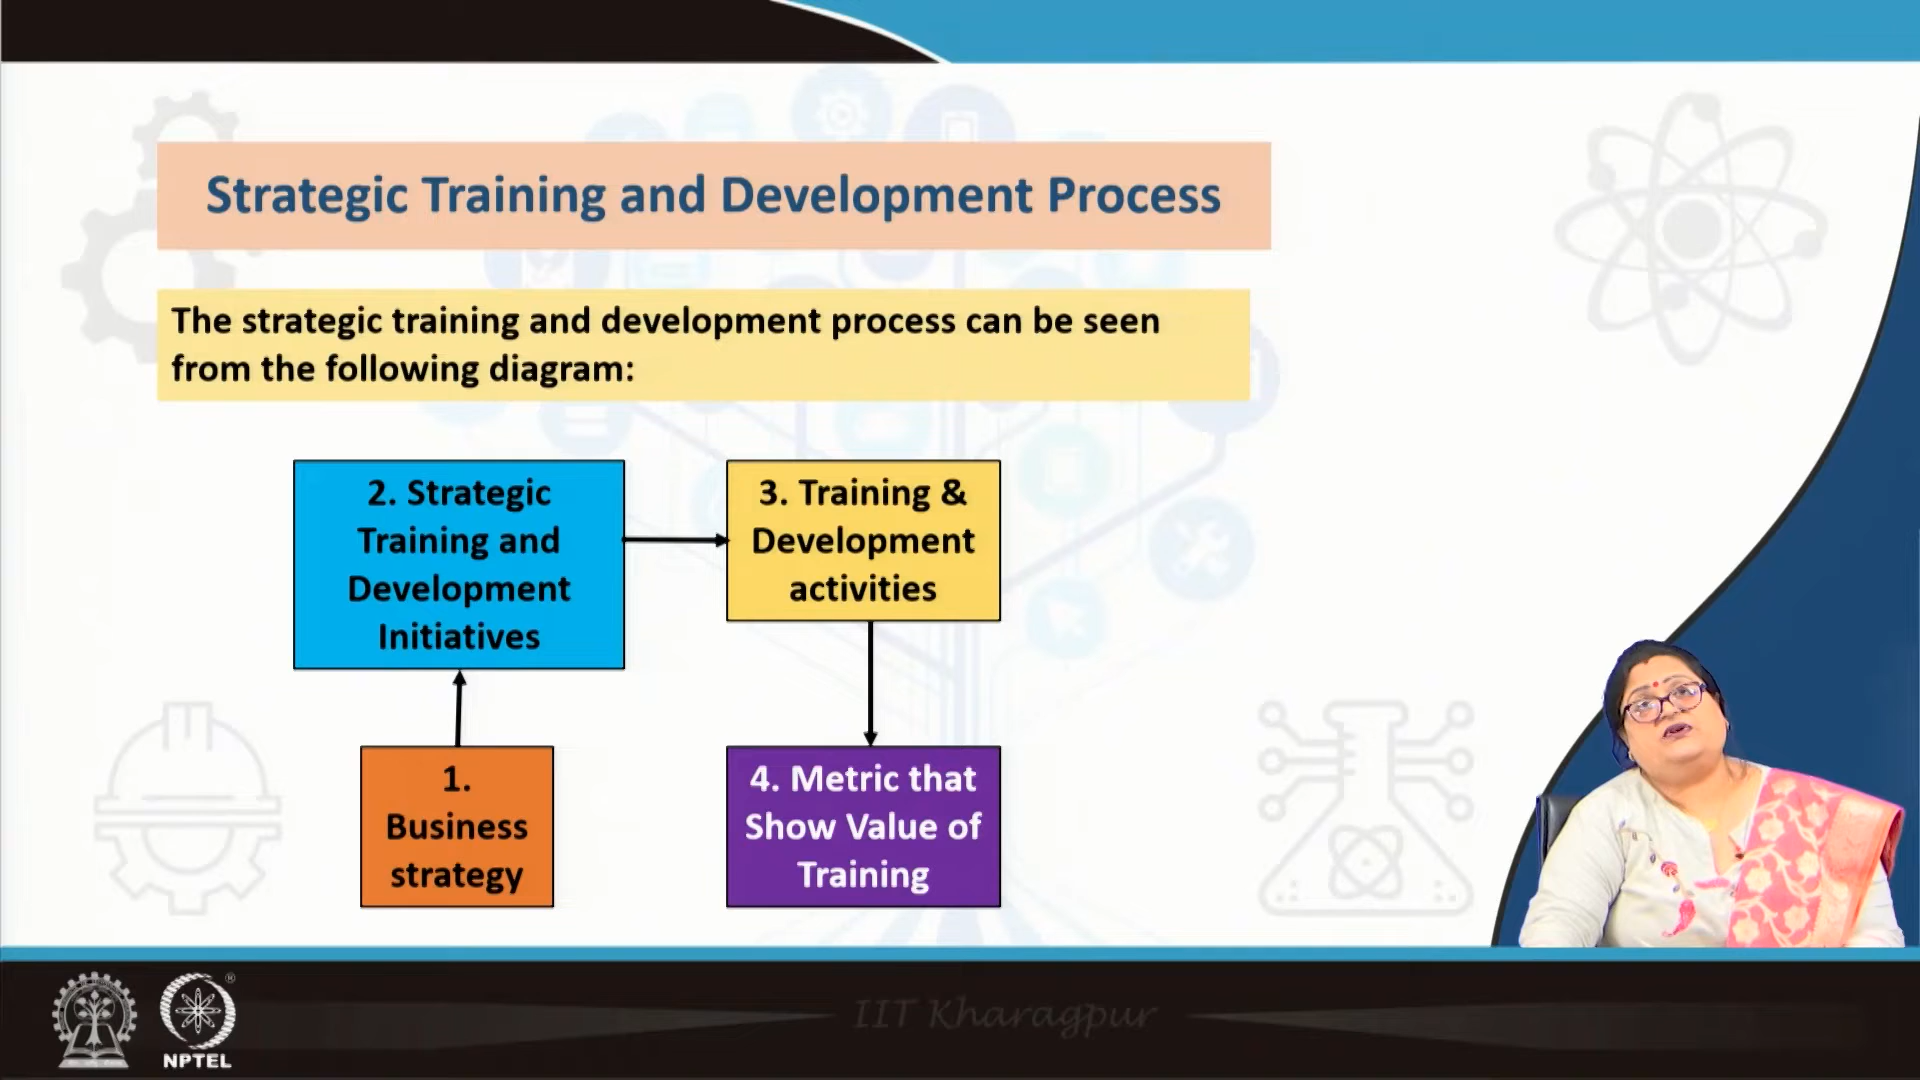 Strategic Training and Development Process
The strategic training and development process can be seen
from the following diagram:
2. Strategic
Training and
Development
Initiatives
3. Training &
Development
activities
1.
Business
strategy
4. Metric that
Show Value of
Training
IIT Kharagpur
NPTEL
®